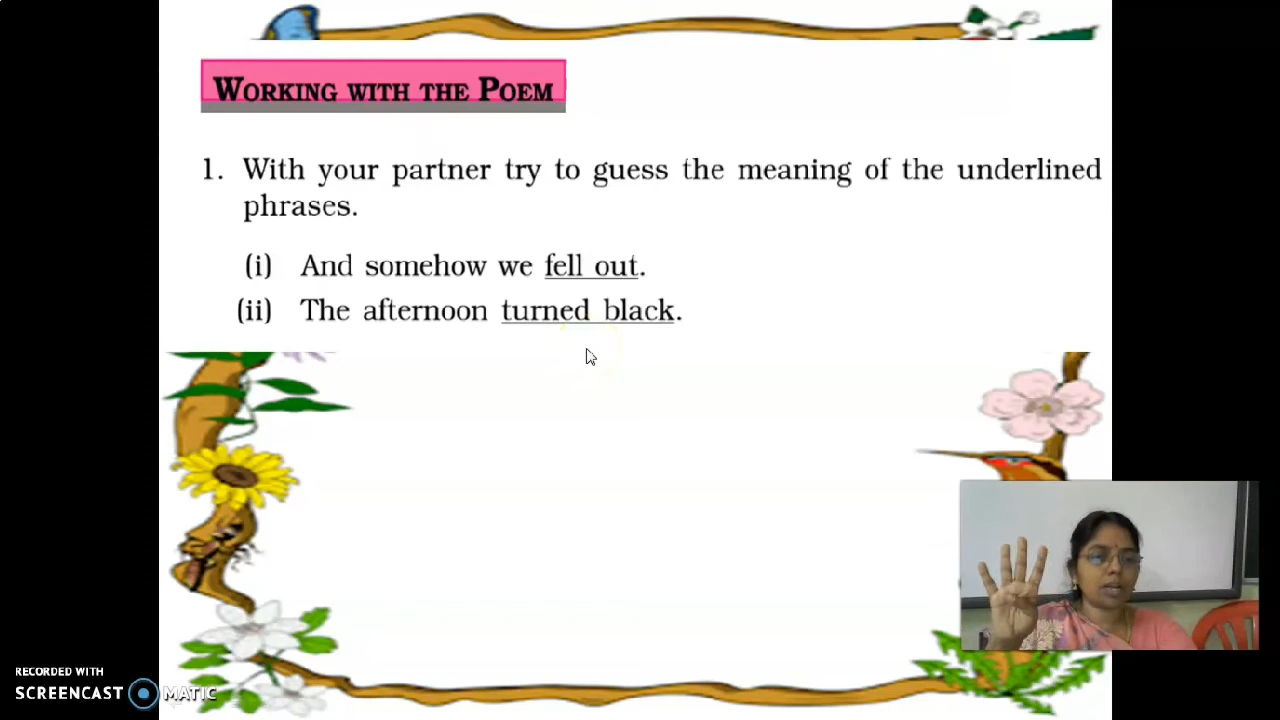 WORKING WITH THE POEM
1. With your partner try to guess the meaning of the underlined
phrases.
(i) And somehow we fell out.
(ii) The afternoon turned black.
RECORDED WITH
SCREENCAST MATIC